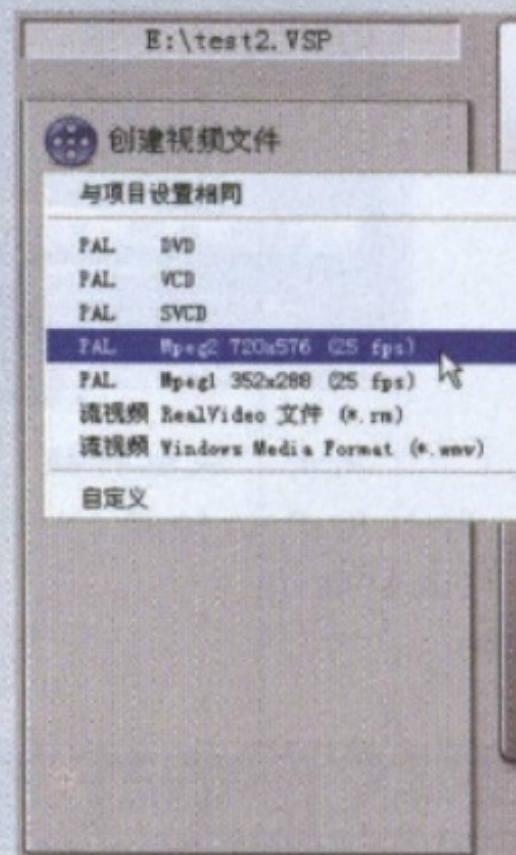 E:\test2.VSP
创建视频文件
与项目设置相同
PAL DVD
PAL VCD
PAL SVCD
PAL Mpeg2 720x576 (25 fps)
PAL Mpeg1 352x288 (25 fps)
流视频 RealVideo 文件 (*.rm)
流视频 Windows Media Format (*.wmv)
自定义